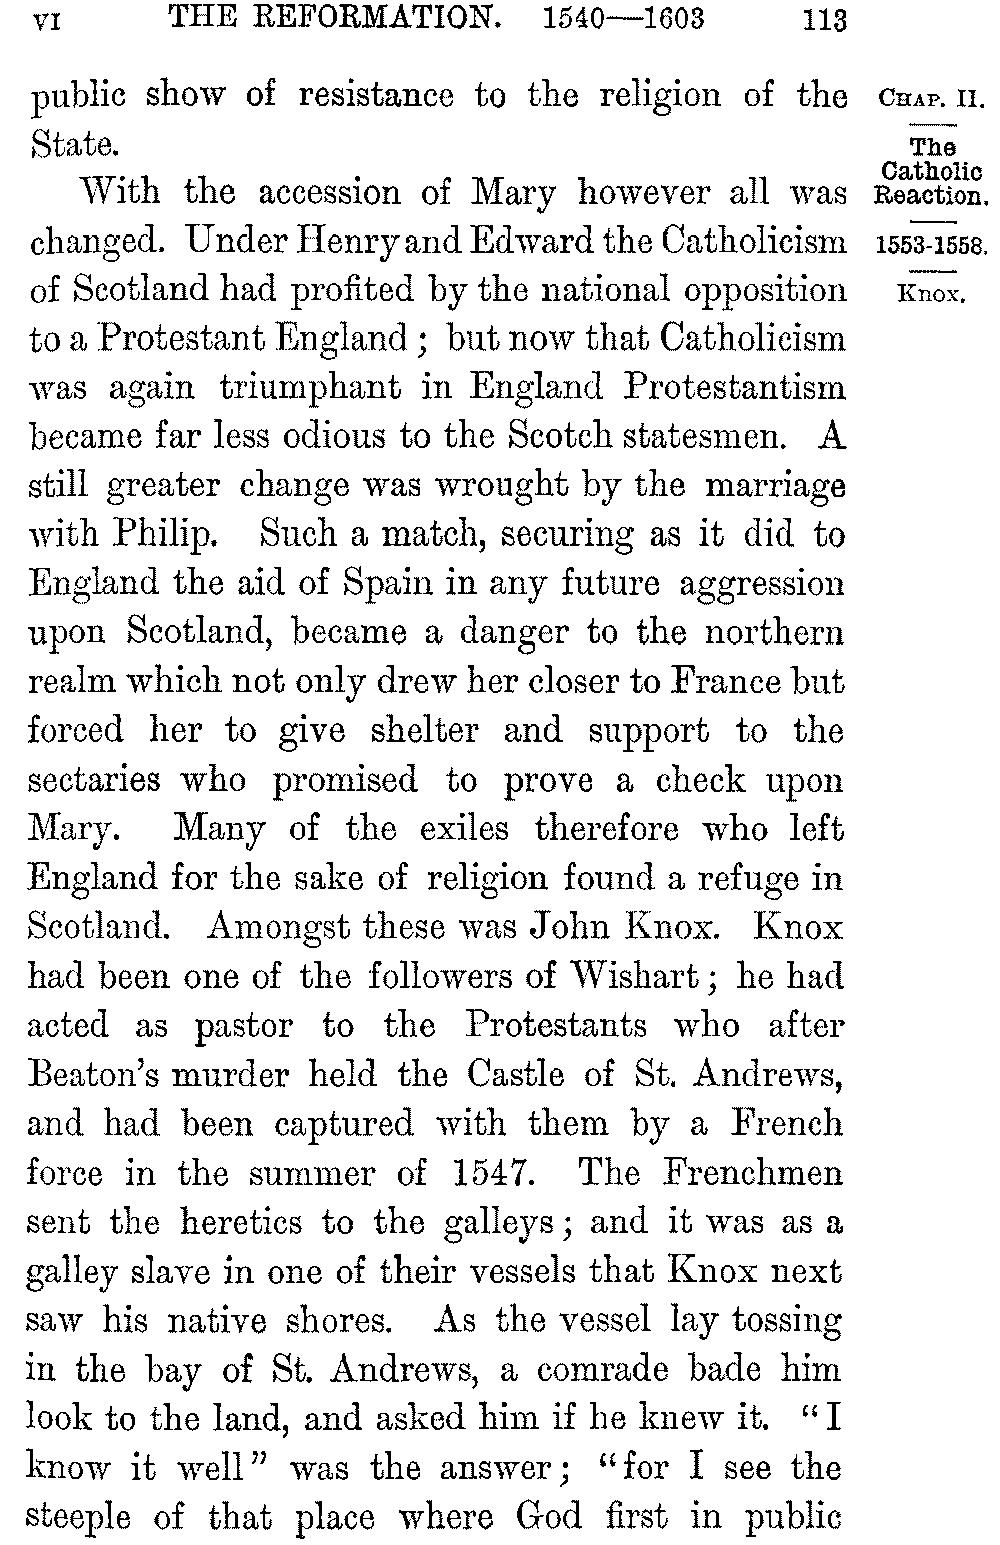 VI THE REFORMATION. 1540—1603 113
public show of resistance to the religion of the
State.
With the accession of Mary however all was
changed. Under Henry and Edward the Catholicism
of Scotland had profited by the national opposition
to a Protestant England ; but now that Catholicism
was again triumphant in England Protestantism
became far less odious to the Scotch statesmen. A
still greater change was wrought by the marriage
with Philip. Such a match, securing as it did to
England the aid of Spain in any future aggression
upon Scotland, became a danger to the northern
realm which not only drew her closer to France but
forced her to give shelter and support to the
sectaries who promised to prove a check upon
Mary. Many of the exiles therefore who left
England for the sake of religion found a refuge in
Scotland. Amongst these was John Knox. Knox
had been one of the followers of Wishart ; he had
acted as pastor to the Protestants who after
Beaton's murder held the Castle of St. Andrews,
and had been captured with them by a French
force in the summer of 1547. The Frenchmen
sent the heretics to the galleys ; and it was as a
galley slave in one of their vessels that Knox next
saw his native shores. As the vessel lay tossing
in the bay of St. Andrews, a comrade bade him
look to the land, and asked him if he knew it. "I
know it well" was the answer ; "for I see the
steeple of that place where God first in public
CHAP. II.
The
Catholic
Reaction.
1553-1558.
Knox.